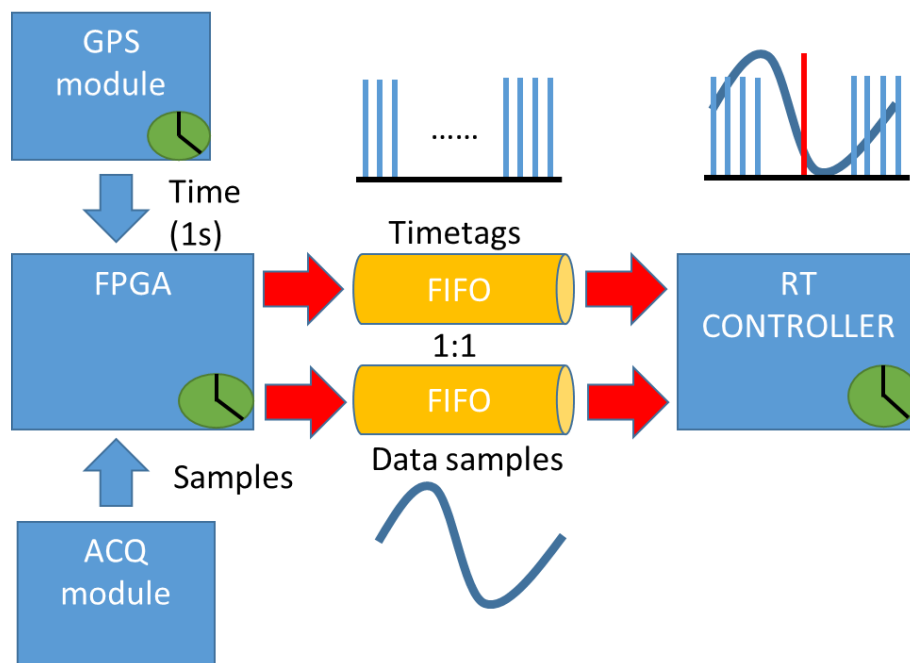 GPS
module
......
Time
(1s)
Timetags
FPGA
FIFO
RT
CONTROLLER
1:1
FIFO
Samples
Data samples
ACQ
module